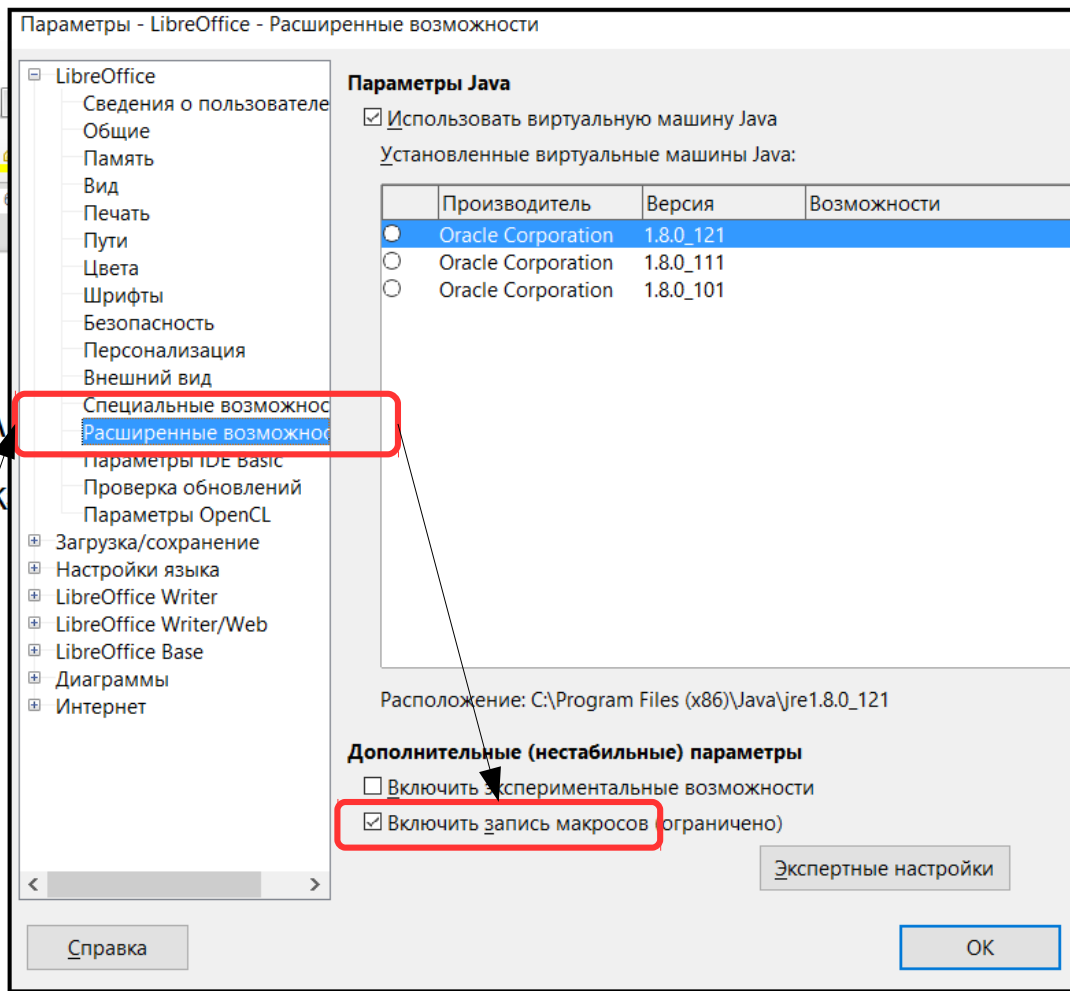 Параметры - LibreOffice - Расширенные возможности
LibreOffice
Сведения о пользователе
Общие
Память
Вид
Печать
Пути
Цвета
Шрифты
Безопасность
Персонализация
Внешний вид
Специальные возможнос
Расширенные возможнос
Параметры IDE Basic
Проверка обновлений
Параметры OpenCL
Загрузка/сохранение
Настройки языка
LibreOffice Writer
LibreOffice Writer/Web
LibreOffice Base
Диаграммы
Интернет
Параметры Java
Использовать виртуальную машину Java
Установленные виртуальные машины Java:
Производитель Версия Возможности
Oracle Corporation 1.8.0_121
Oracle Corporation 1.8.0_111
Oracle Corporation 1.8.0_101
Расположение: C:\Program Files (x86)\Java\jre1.8.0_121
Дополнительные (нестабильные) параметры
Включить экспериментальные возможности
Включить запись макросов (ограничено)
Экспертные настройки
Справка
OK